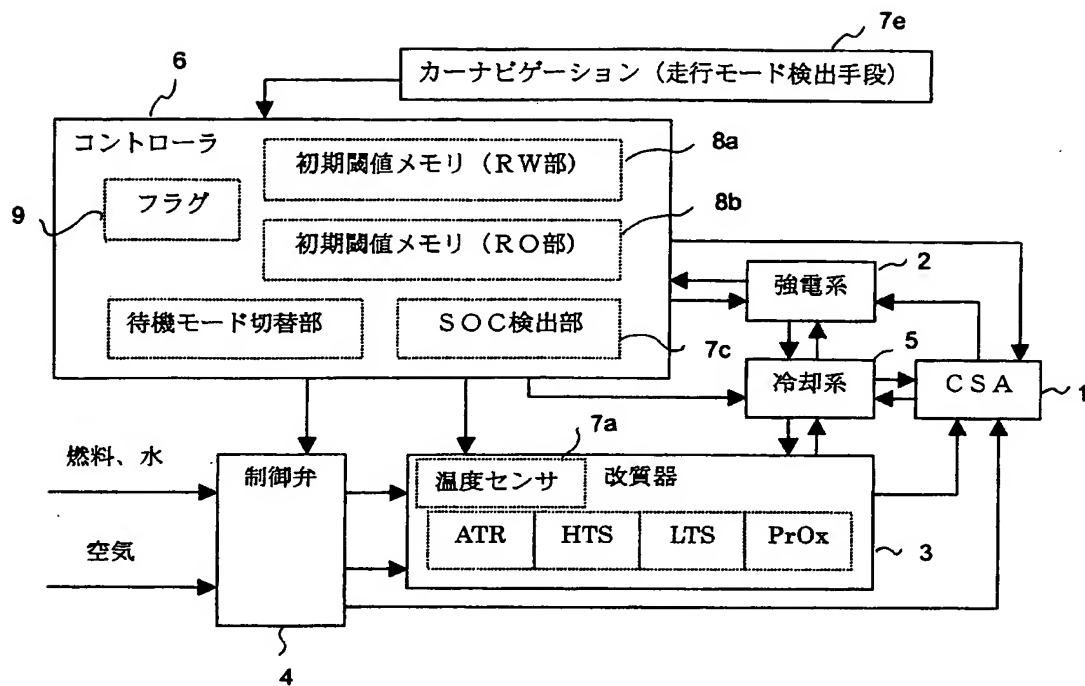 7e
カーナビゲーション（走行モード検出手段）
6
コントローラ
初期閾値メモリ（ＲＷ部）
8a
フラグ
9
初期閾値メモリ（ＲＯ部）
8b
待機モード切替部
ＳＯＣ検出部
7c
強電系
2
冷却系
5
ＣＳＡ
1
燃料、水
空気
制御弁
4
7a
温度センサ
改質器
ATR
HTS
LTS
PrOx
3